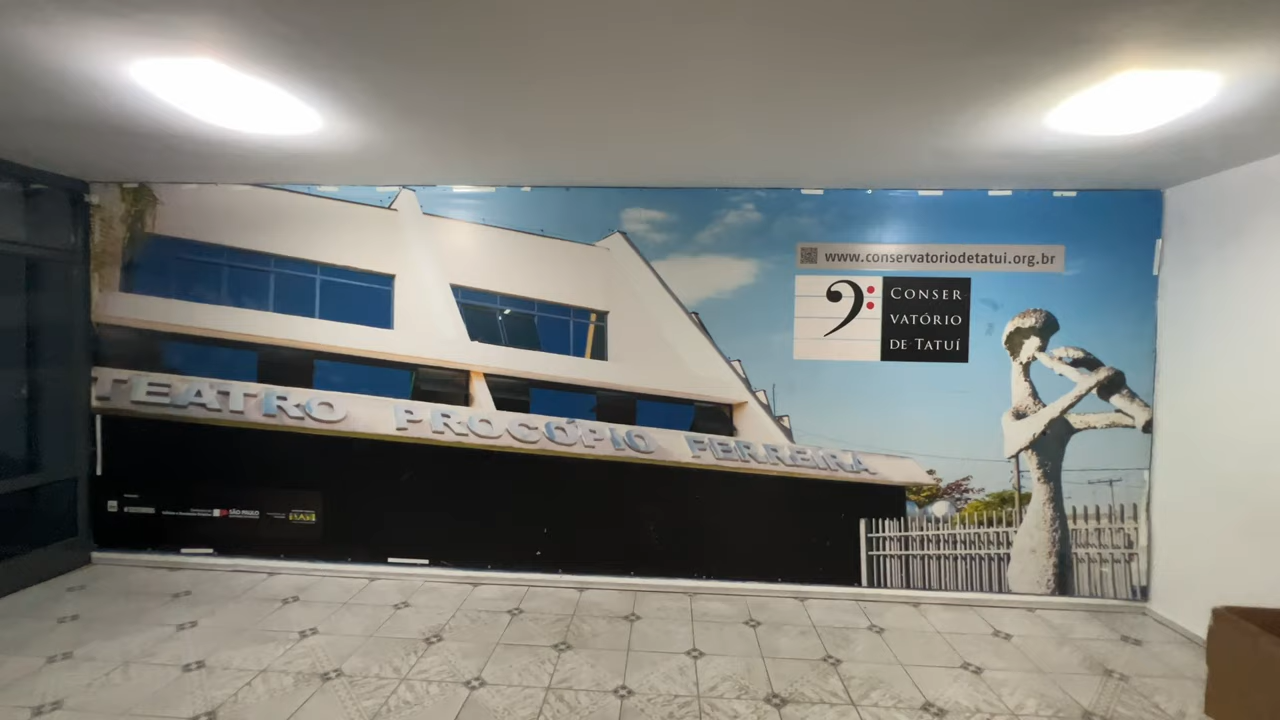 www.conservatoriodetatui.org.br
CONSER
VATÓRIO
DE TATUÍ
TEATRO PROCÓPIO FERREIRA
SÃO PAULO